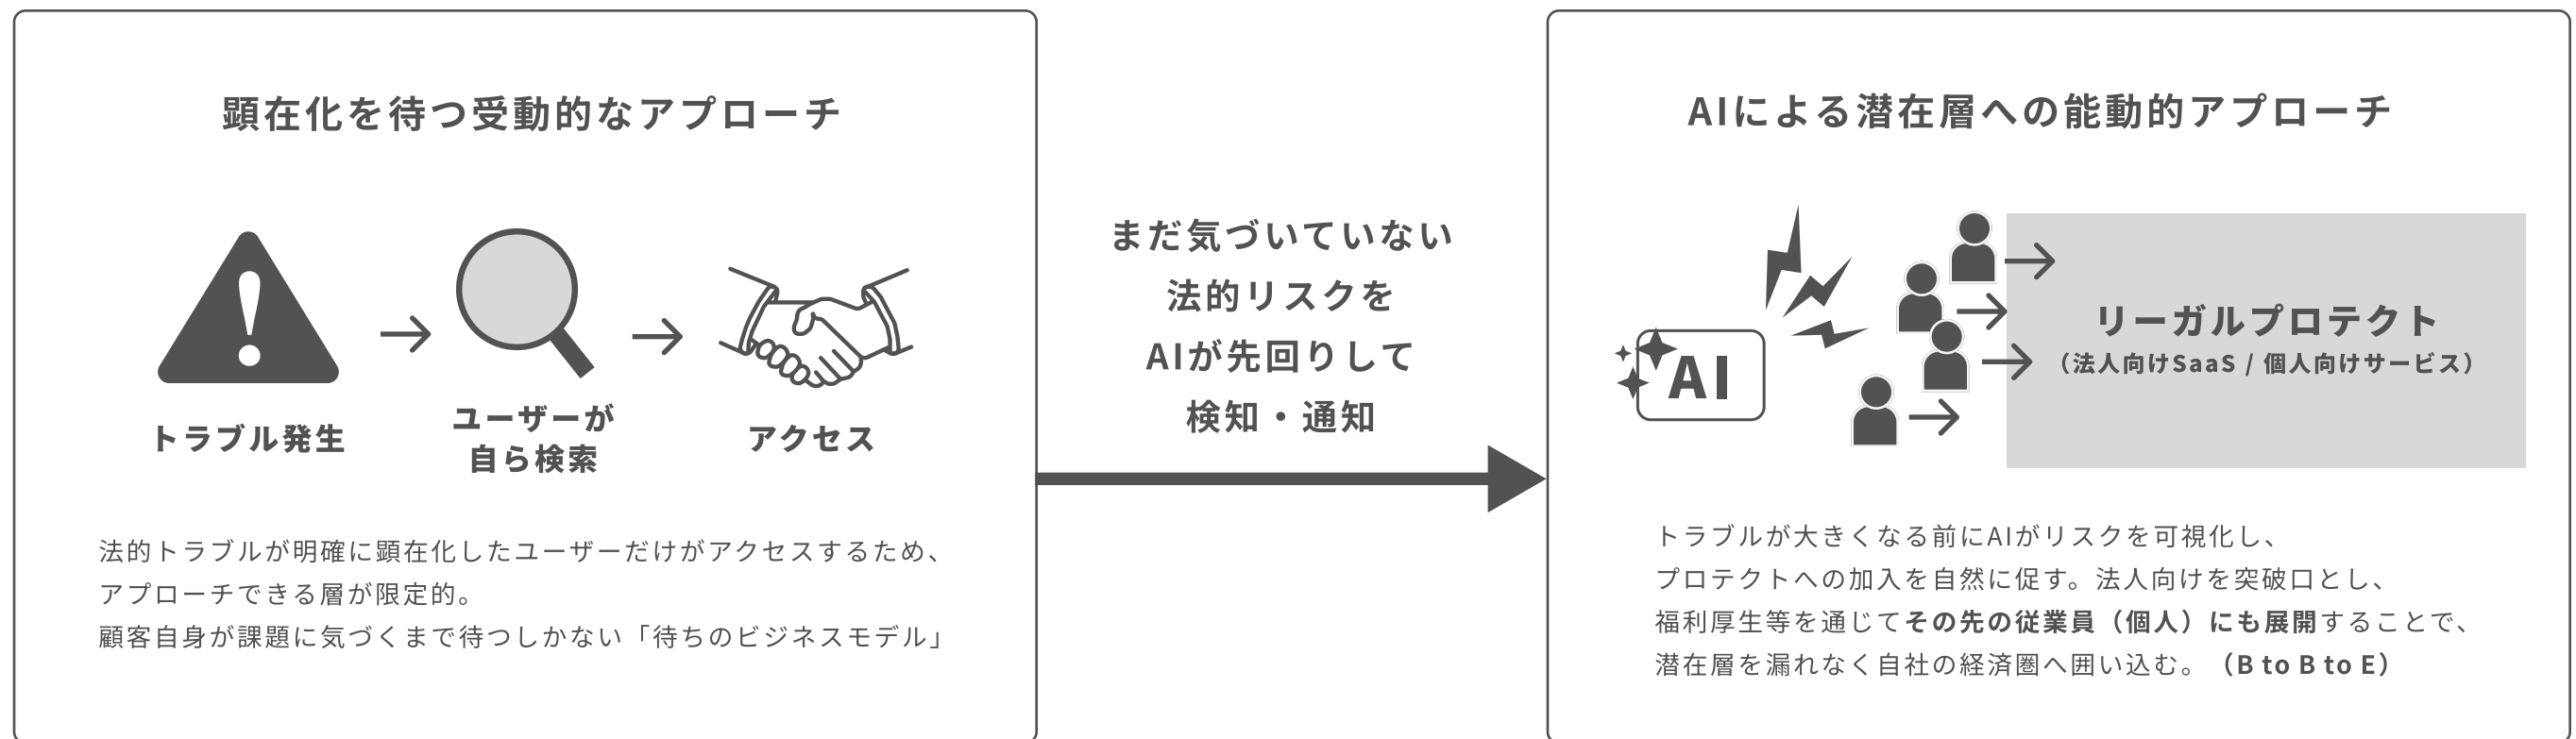 顕在化を待つ受動的なアプローチ
トラブル発生
ユーザーが
自ら検索
アクセス
法的トラブルが明確に顕在化したユーザーだけがアクセスするため、
アプローチできる層が限定的。
顧客自身が課題に気づくまで待つしかない「待ちのビジネスモデル」
まだ気づいていない
法的リスクを
AIが先回りして
検知・通知
AIによる潜在層への能動的アプローチ
AI
リーガルプロテクト
（法人向けSaaS / 個人向けサービス）
トラブルが大きくなる前にAIがリスクを可視化し、
プロテクトへの加入を自然に促す。法人向けを突破口とし、
福利厚生等を通じてその先の従業員（個人）にも展開することで、
潜在層を漏れなく自社の経済圏へ囲い込む。（B to B to E）